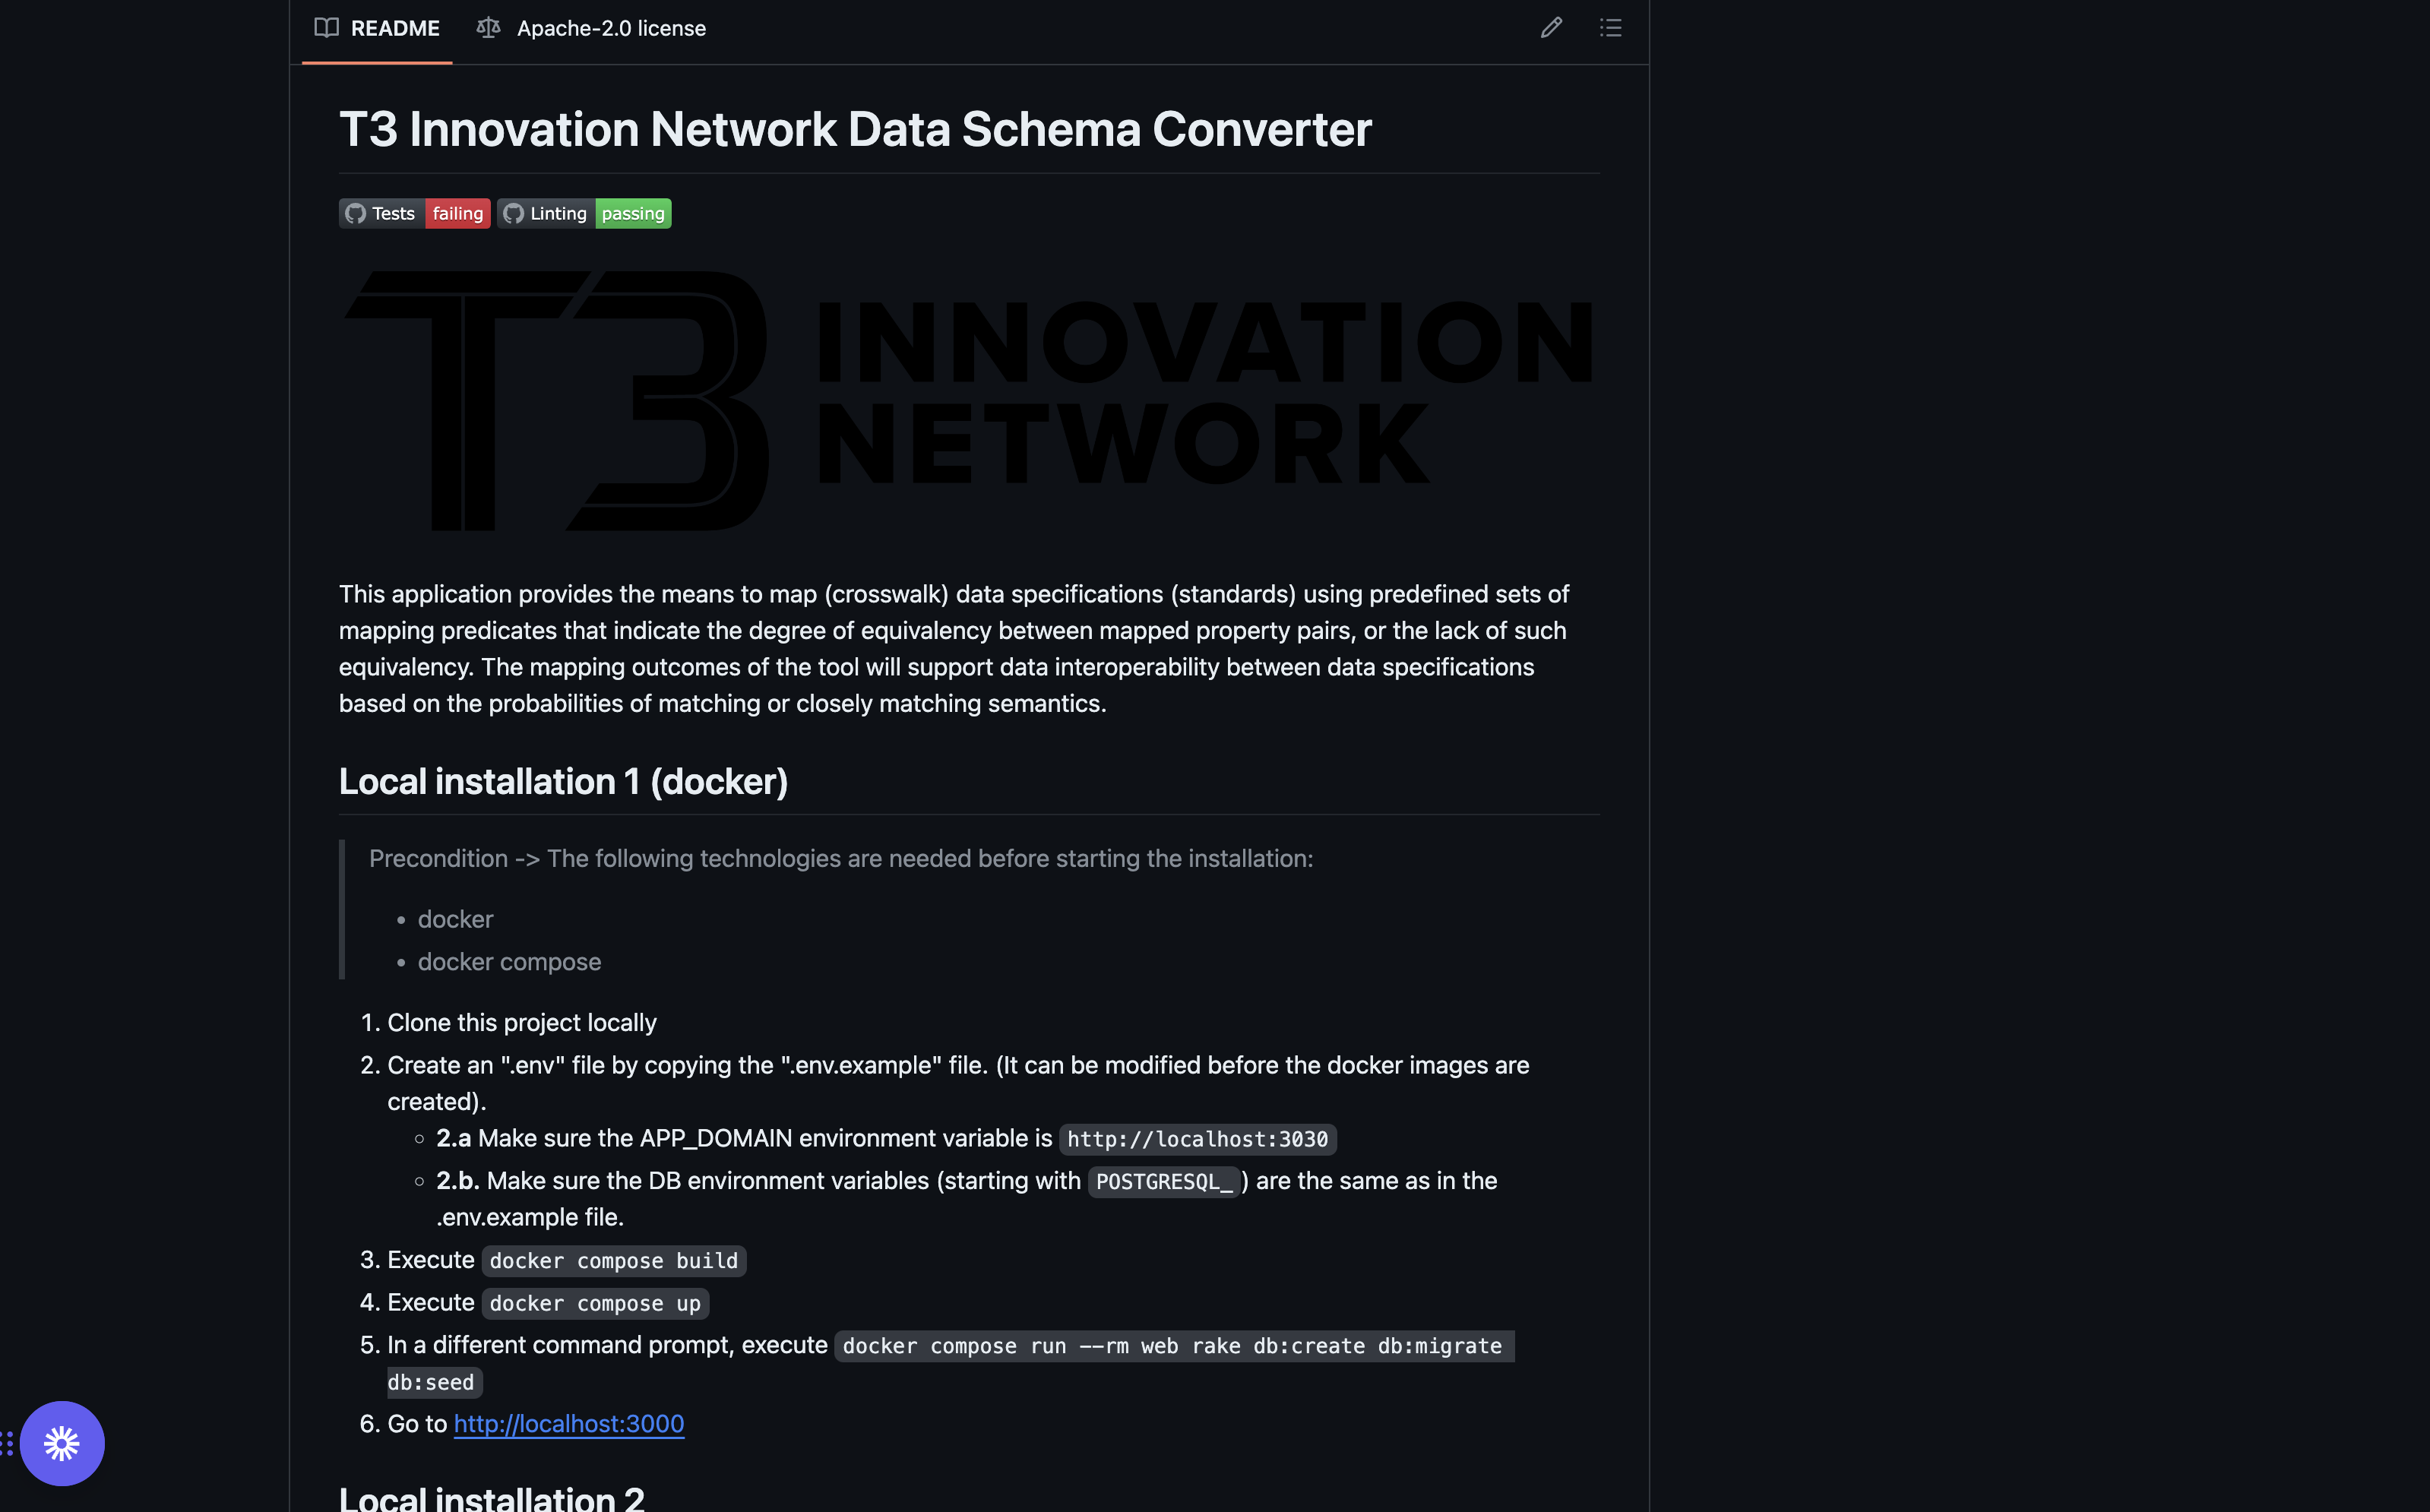 README Apache-2.0 license
T3 Innovation Network Data Schema Converter
Tests failing Linting passing
T3 INNOVATION
NETWORK
This application provides the means to map (crosswalk) data specifications (standards) using predefined sets of
mapping predicates that indicate the degree of equivalency between mapped property pairs, or the lack of such
equivalency. The mapping outcomes of the tool will support data interoperability between data specifications
based on the probabilities of matching or closely matching semantics.
Local installation 1 (docker)
Precondition -> The following technologies are needed before starting the installation:
• docker
• docker compose
1. Clone this project locally
2. Create an ".env" file by copying the ".env.example" file. (It can be modified before the docker images are
created).
◦ 2.a Make sure the APP_DOMAIN environment variable is http://localhost:3030
◦ 2.b. Make sure the DB environment variables (starting with POSTGRESQL_ ) are the same as in the
.env.example file.
3. Execute docker compose build
4. Execute docker compose up
5. In a different command prompt, execute docker compose run --rm web rake db:create db:migrate
db:seed
6. Go to http://localhost:3000
Local installation 2